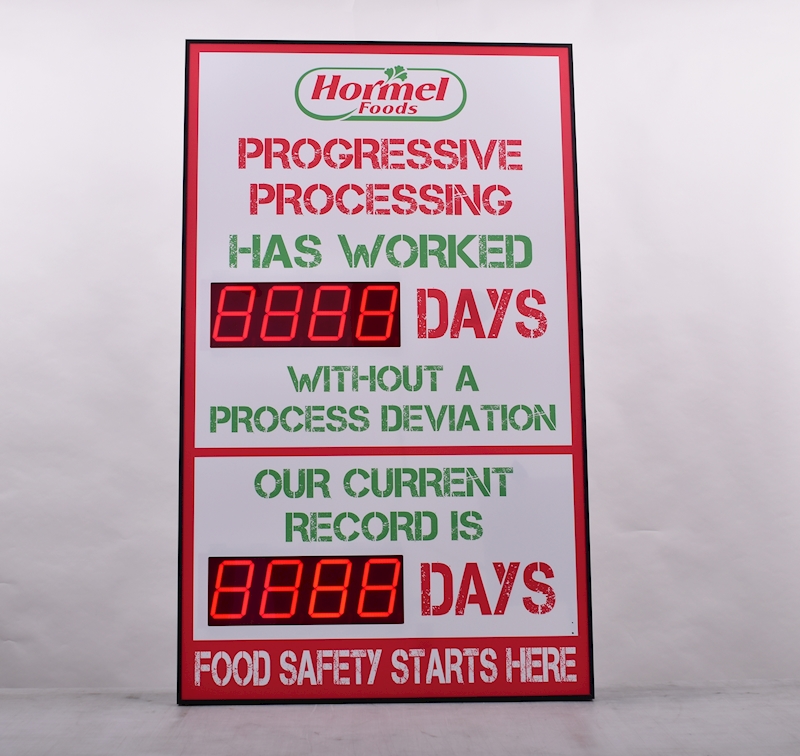 Hormel
Foods
PROGRESSIVE
PROCESSING
HAS WORKED
8888 DAYS
WITHOUT A
PROCESS DEVIATION
OUR CURRENT
RECORD IS
8888 DAYS
FOOD SAFETY STARTS HERE